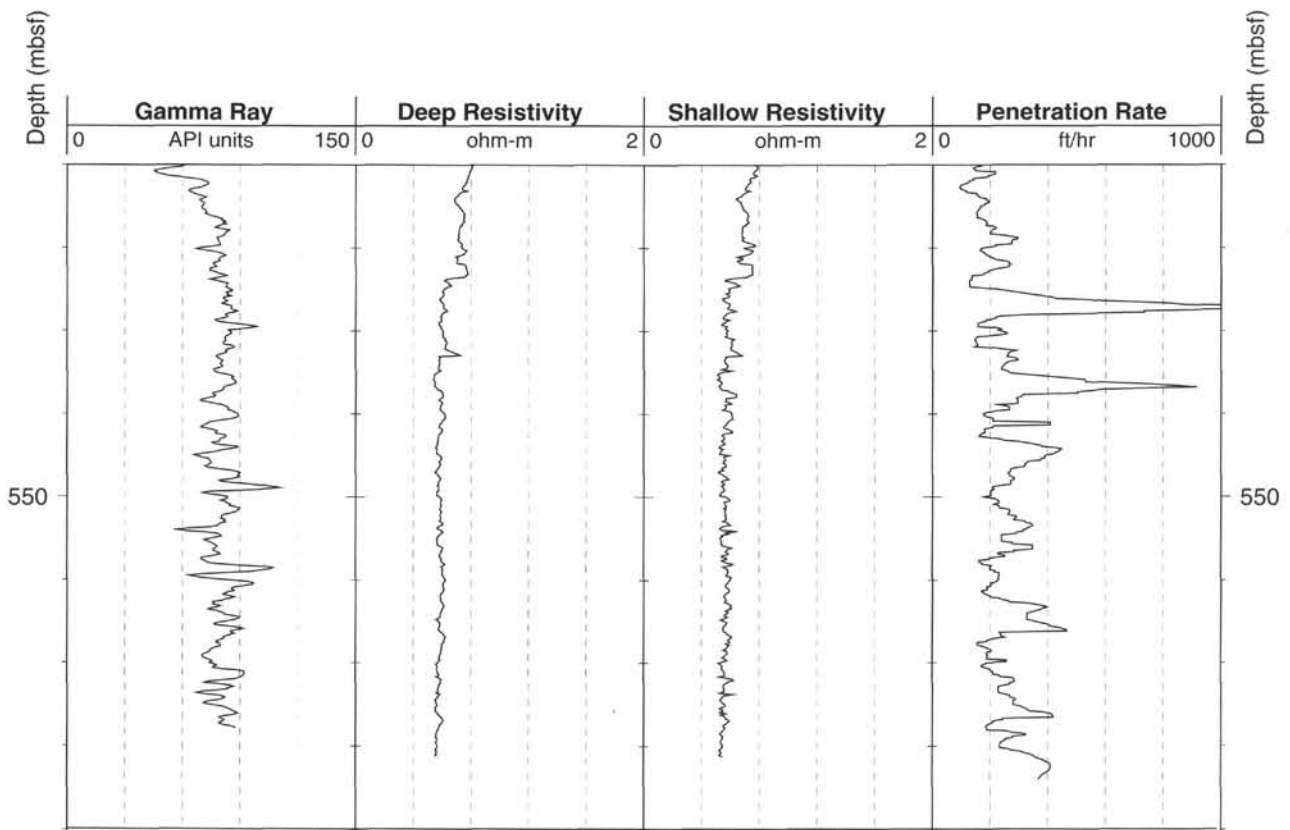 Depth (mbsf)
Gamma Ray
Deep Resistivity
Shallow Resistivity
Penetration Rate
Depth (mbsf)
0 API units 150
0 ohm-m 2
0 ohm-m 2
0 ft/hr 1000
550
550